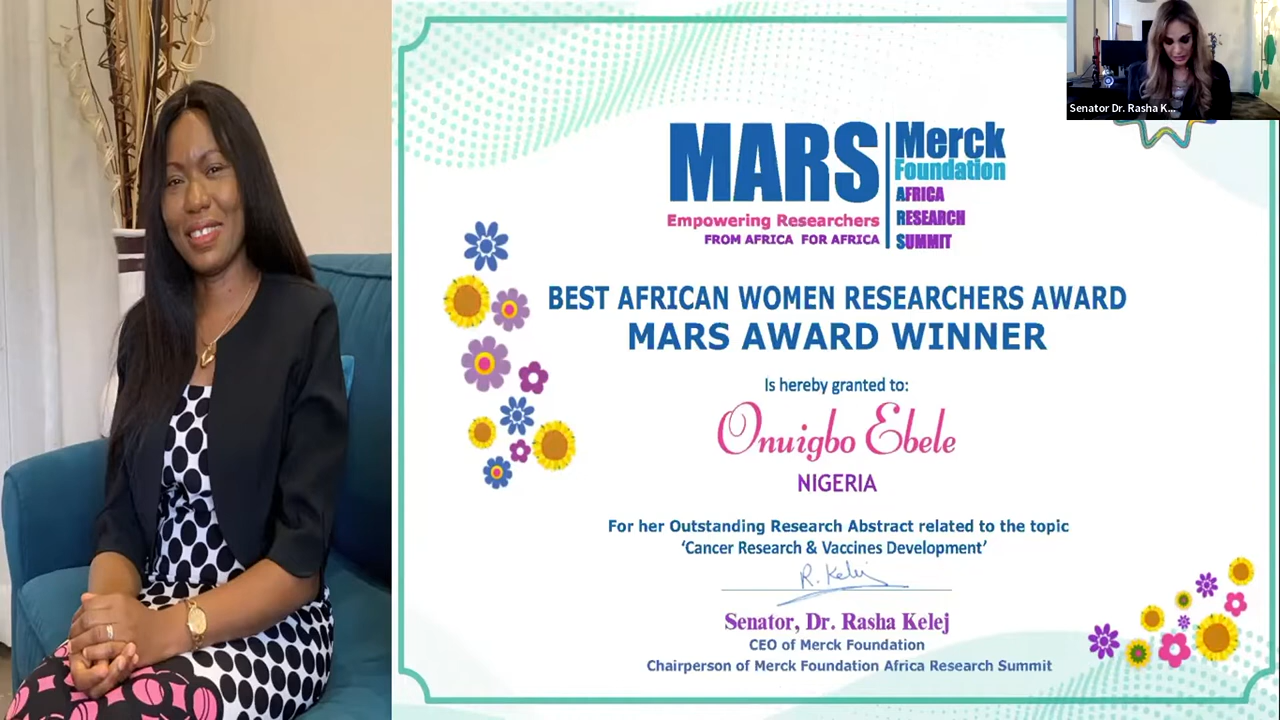 Senator Dr. Rasha K...
MARS
Merck
Foundation
AFRICA
RESEARCH
SUMMIT
Empowering Researchers
FROM AFRICA FOR AFRICA
BEST AFRICAN WOMEN RESEARCHERS AWARD
MARS AWARD WINNER
Is hereby granted to:
Onuigbo Ebele
NIGERIA
For her Outstanding Research Abstract related to the topic
‘Cancer Research & Vaccines Development’
R. Kelej
Senator, Dr. Rasha Kelej
CEO of Merck Foundation
Chairperson of Merck Foundation Africa Research Summit